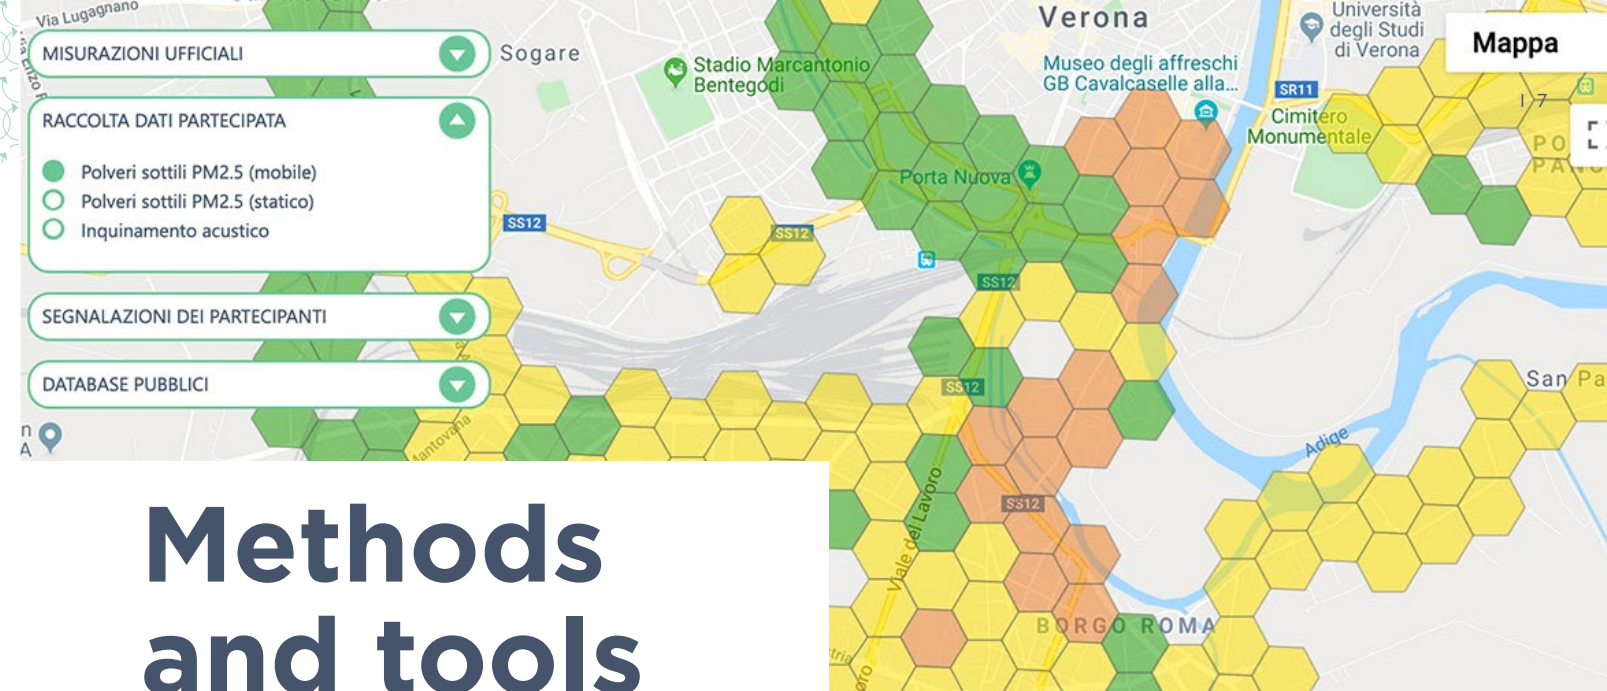 Via Lugagnano
MISURAZIONI UFFICIALI
Sogare
Stadio Marcantonio
Bentegodi
Verona
Museo degli affreschi
GB Cavalcaselle alla...
Università
degli Studi
di Verona
Mappa
SR11
I 7
Cimitero
Monumentale
RACCOLTA DATI PARTECIPATA
Polveri sottili PM2.5 (mobile)
Polveri sottili PM2.5 (statico)
Inquinamento acustico
Porta Nuova
SS12
SS12
SS12
SEGNALAZIONI DEI PARTECIPANTI
DATABASE PUBBLICI
SS12
San Pa
Mantovana
Adige
Viale del Lavoro
SS12
BORGO ROMA
Methods
and tools